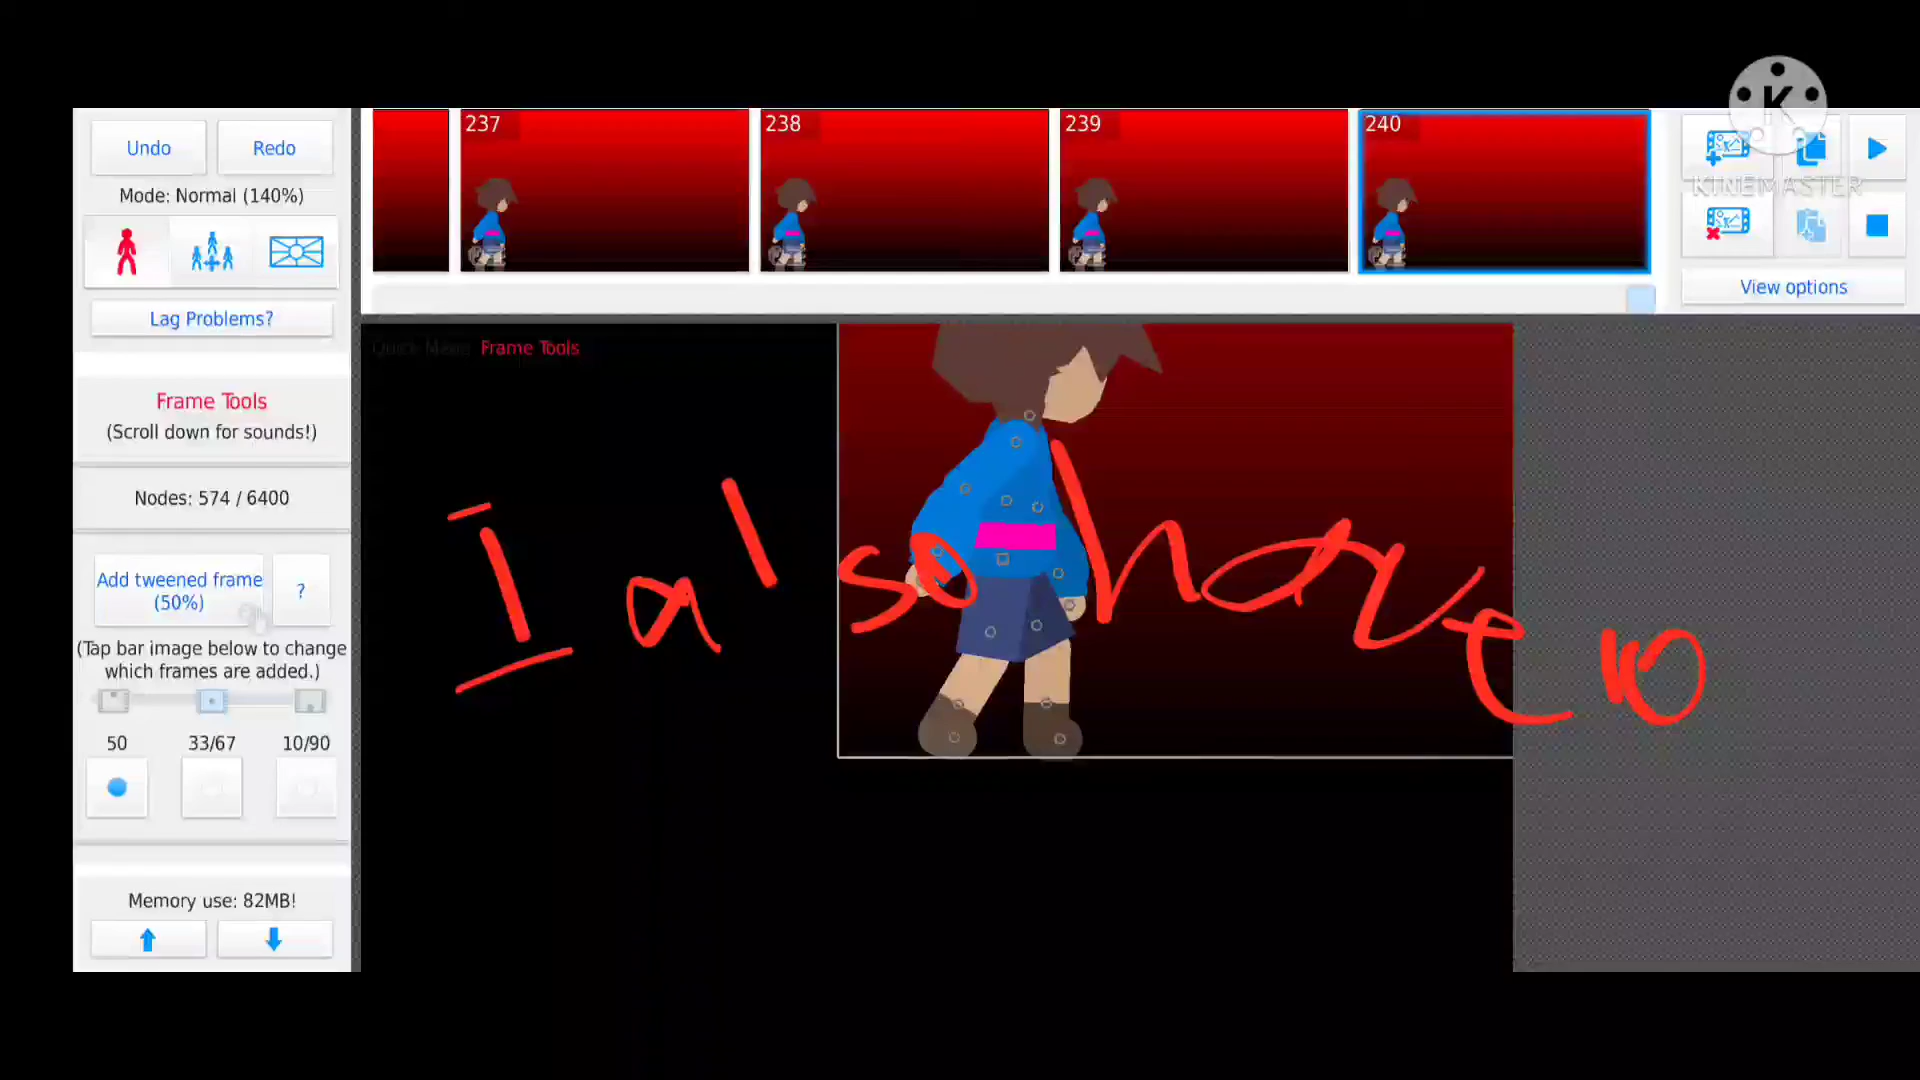 Undo Redo
Mode: Normal (140%)
Lag Problems?
237 238 239 240
KINEMASTER
View options
Quick Menu Frame Tools
Frame Tools
(Scroll down for sounds!)
Nodes: 574 / 6400
Add tweened frame
(50%)
?
(Tap bar image below to change
which frames are added.)
50 33/67 10/90
Memory use: 82MB!
I also have 10